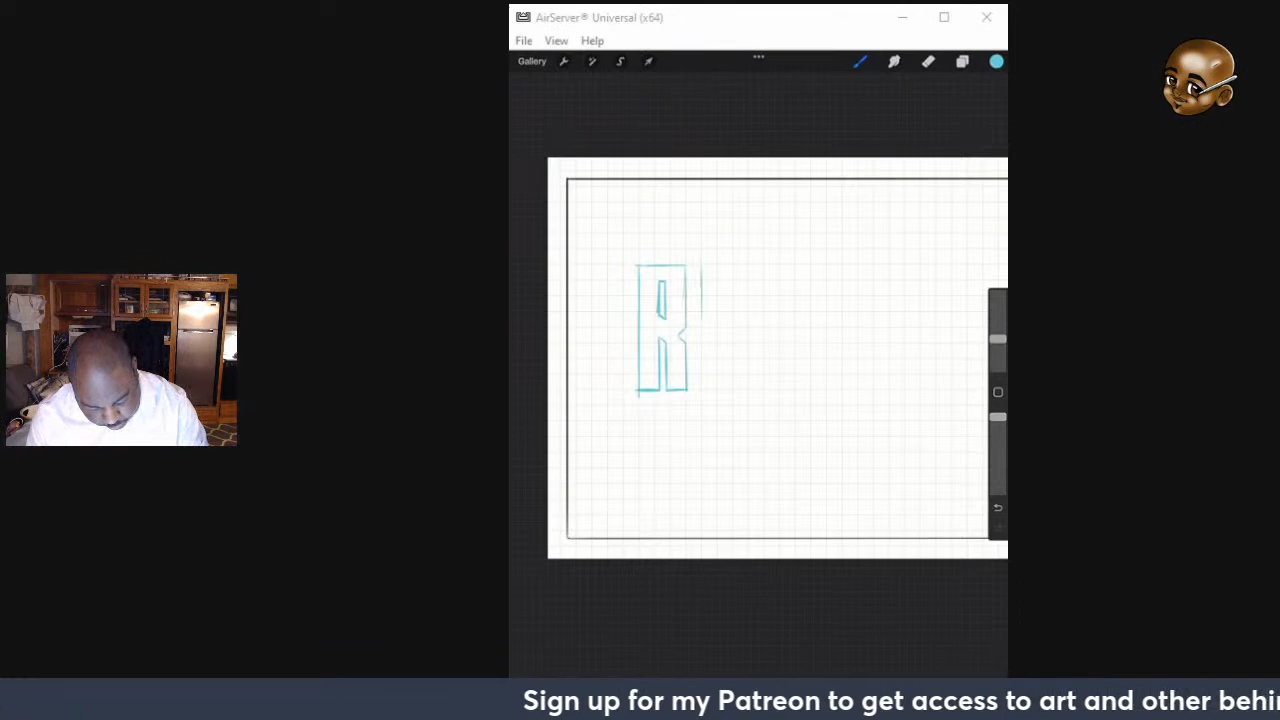 AirServer® Universal (x64)
File View Help
Gallery
R
Sign up for my Patreon to get access to art and other behi